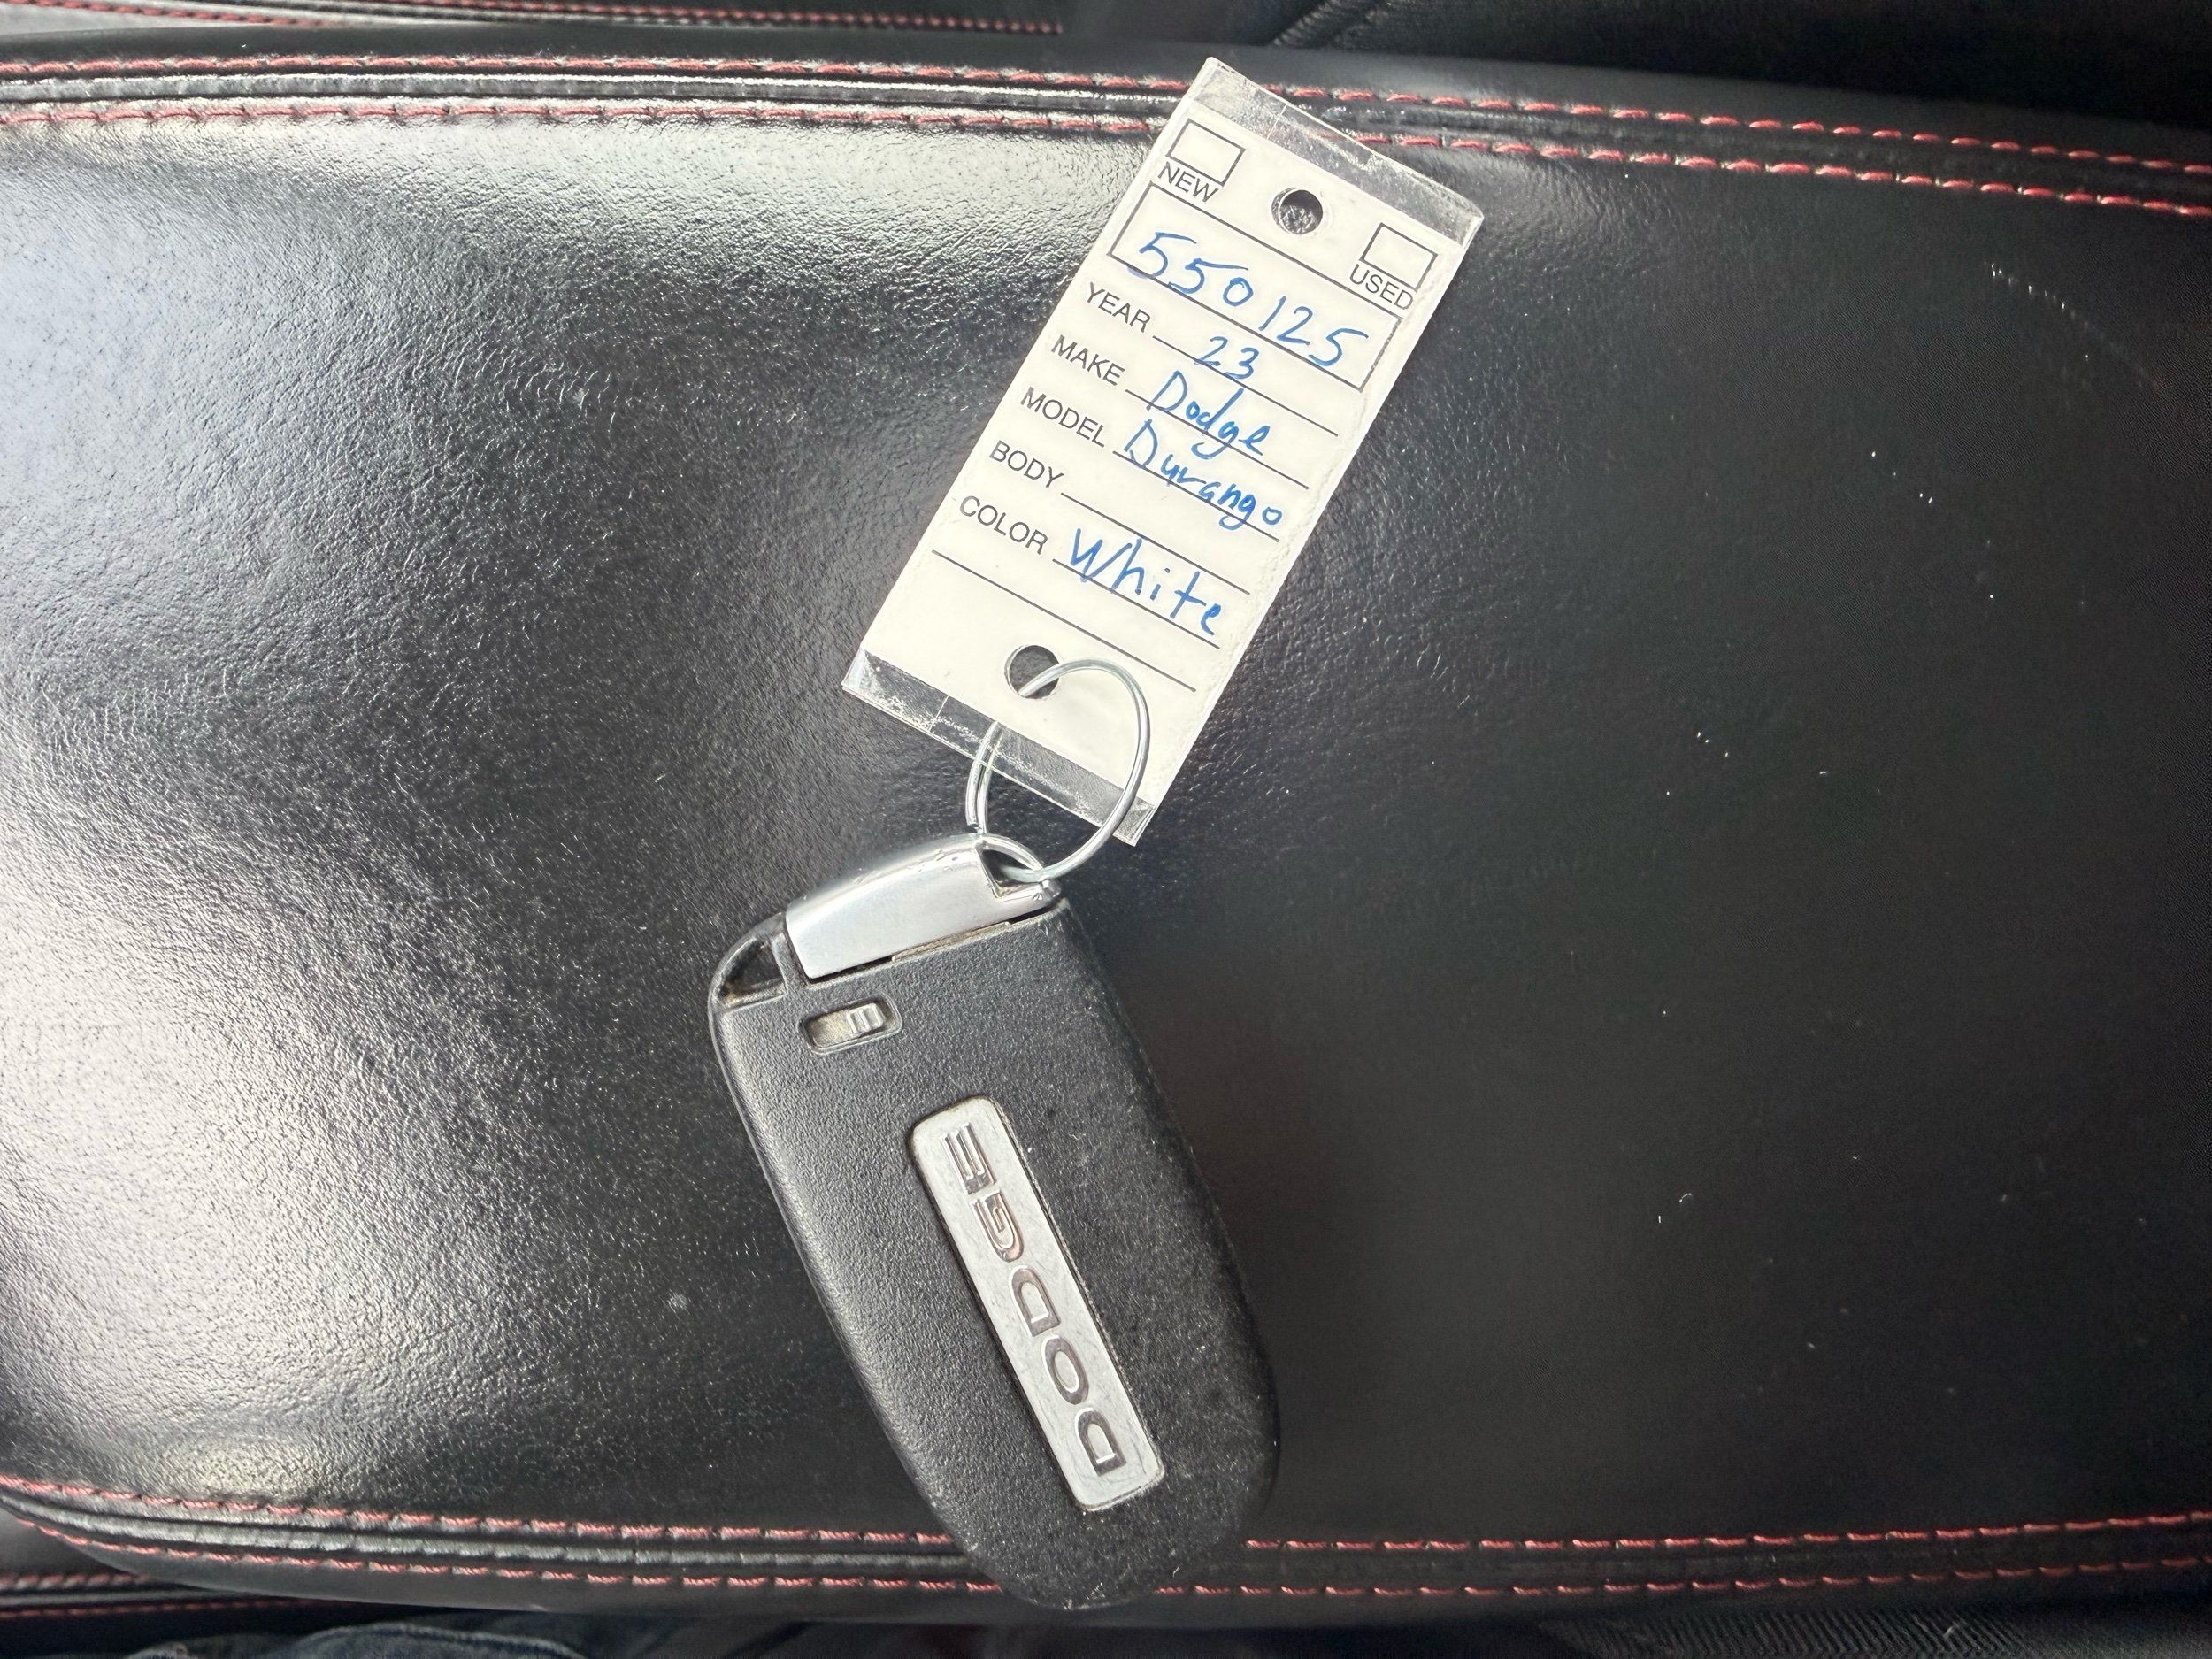 NEW
USED
550125
YEAR 23
MAKE Dodge
MODEL Durango
BODY
COLOR White
DODGE